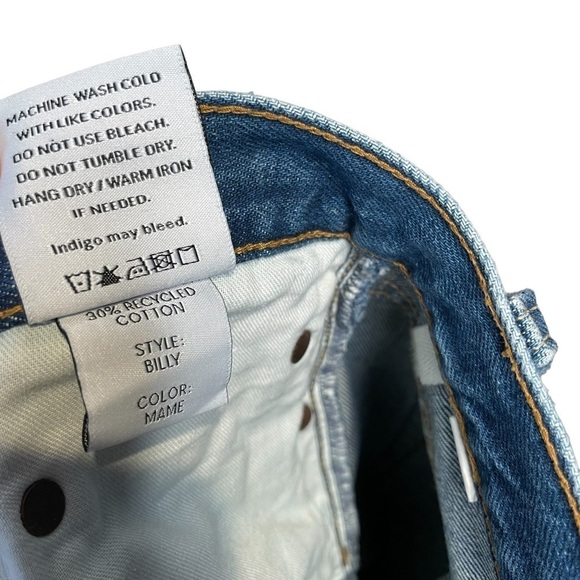 MACHINE WASH COLD
WITH LIKE COLORS.
DO NOT USE BLEACH.
DO NOT TUMBLE DRY.
HANG DRY / WARM IRON
IF NEEDED.
Indigo may bleed.
30% RECYCLED
COTTON
STYLE:
BILLY
COLOR:
MAME